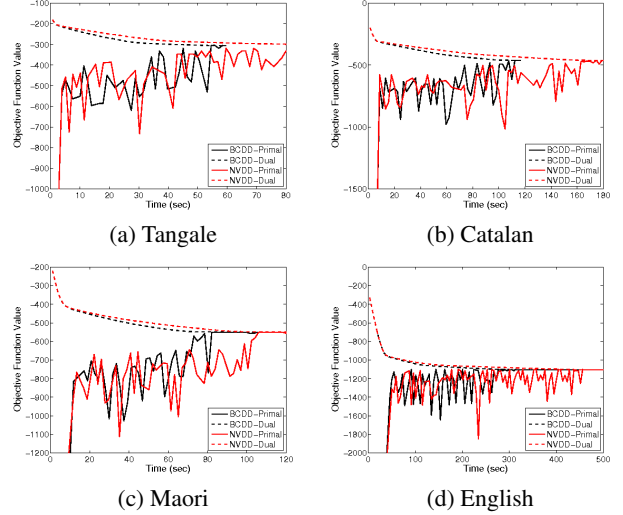 -100
-200
-300
-400
-500
-600
-700
-800
-900
-1000
Objective Function Value
0 10 20 30 40 50 60 70 80
Time (sec)
BCDD-Primal
BCDD-Dual
NVDD-Primal
NVDD-Dual
(a) Tangale
0
-500
-1000
-1500
Objective Function Value
0 20 40 60 80 100 120 140 160 180
Time (sec)
BCDD-Primal
BCDD-Dual
NVDD-Primal
NVDD-Dual
(b) Catalan
-200
-300
-400
-500
-600
-700
-800
-900
-1000
-1100
-1200
Objective Function Value
0 20 40 60 80 100 120
Time (sec)
BCDD-Primal
BCDD-Dual
NVDD-Primal
NVDD-Dual
(c) Maori
0
-200
-400
-600
-800
-1000
-1200
-1400
-1600
-1800
-2000
Objective Function Value
0 100 200 300 400 500
Time (sec)
BCDD-Primal
BCDD-Dual
NVDD-Primal
NVDD-Dual
(d) English